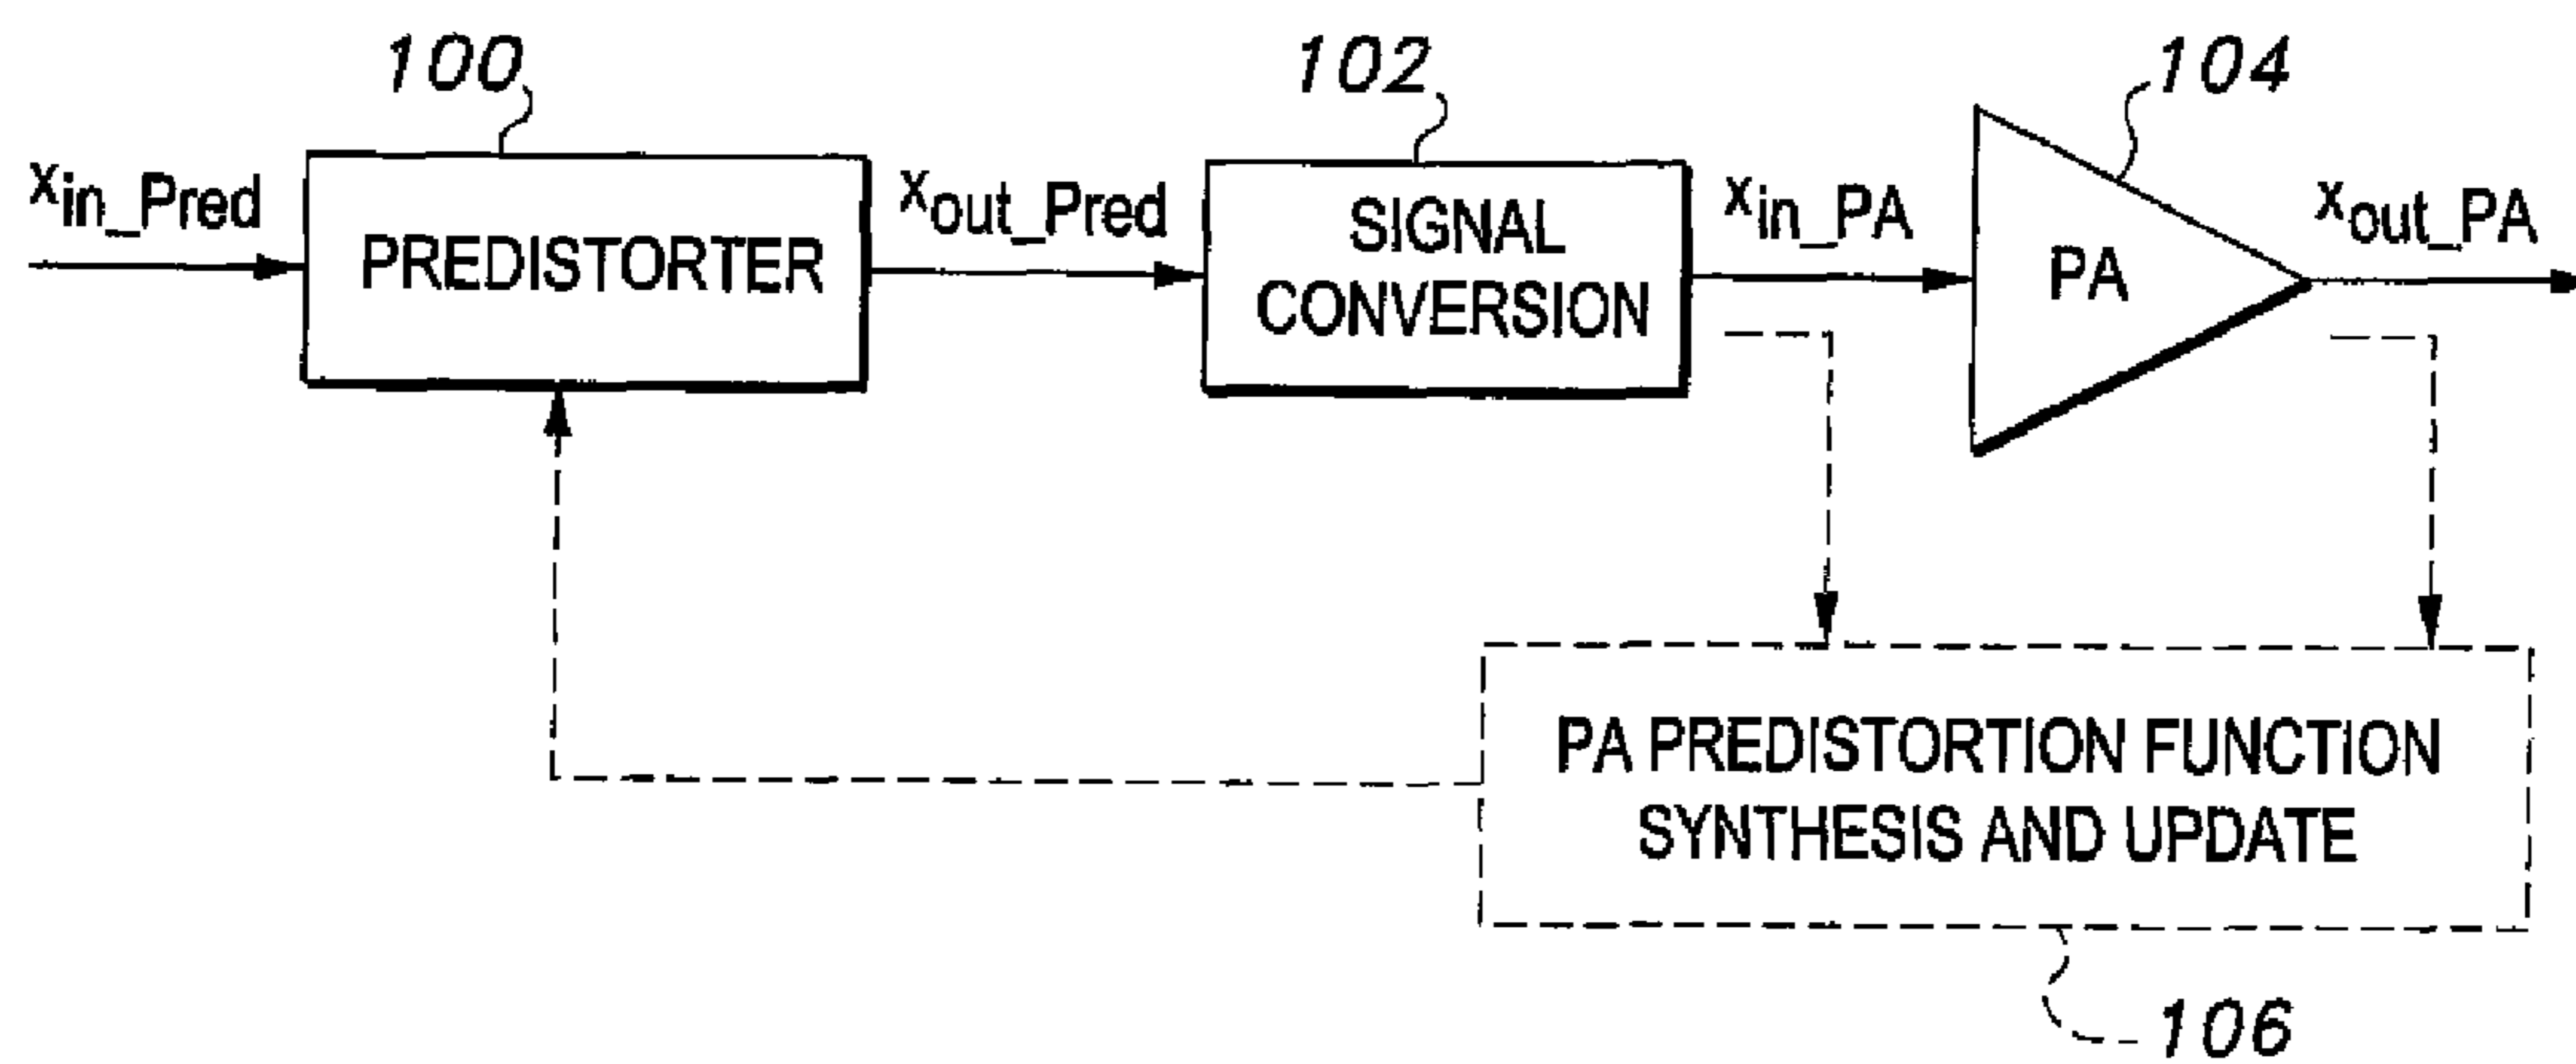 100
102
104
x_in_Pred
PREDISTORTER
x_out_Pred
SIGNAL
CONVERSION
x_in_PA
PA
x_out_PA
PA PREDISTORTION FUNCTION
SYNTHESIS AND UPDATE
106